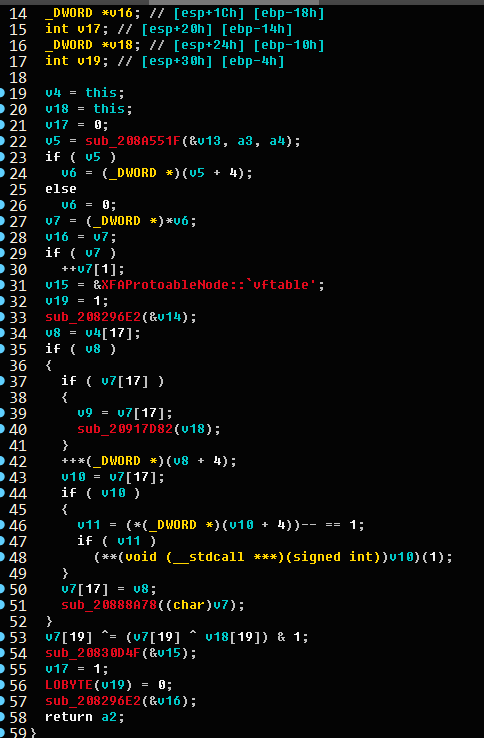 14 _DWORD *v16; // [esp+1Ch] [ebp-18h]
15 int v17; // [esp+20h] [ebp-14h]
16 _DWORD *v18; // [esp+24h] [ebp-10h]
17 int v19; // [esp+30h] [ebp-4h]
18
19 v4 = this;
20 v18 = this;
21 v17 = 0;
22 v5 = sub_208A551F(&v13, a3, a4);
23 if ( v5 )
24 v6 = (_DWORD *)(v5 + 4);
25 else
26 v6 = 0;
27 v7 = (_DWORD *)*v6;
28 v16 = v7;
29 if ( v7 )
30 ++v7[1];
31 v15 = &XFAProtoableNode::`vftable';
32 v19 = 1;
33 sub_208296E2(&v14);
34 v8 = v4[17];
35 if ( v8 )
36 {
37 if ( v7[17] )
38 {
39 v9 = v7[17];
40 sub_20917D82(v18);
41 }
42 ++*(_DWORD *)(v8 + 4);
43 v10 = v7[17];
44 if ( v10 )
45 {
46 v11 = (*(_DWORD *)(v10 + 4))-- == 1;
47 if ( v11 )
48 (**(void (__stdcall ***)(signed int))v10)(1);
49 }
50 v7[17] = v8;
51 sub_20888A78((char)v7);
52 }
53 v7[19] ^= (v7[19] ^ v18[19]) & 1;
54 sub_20830D4F(&v15);
55 v17 = 1;
56 LOBYTE(v19) = 0;
57 sub_208296E2(&v16);
58 return a2;
59 }